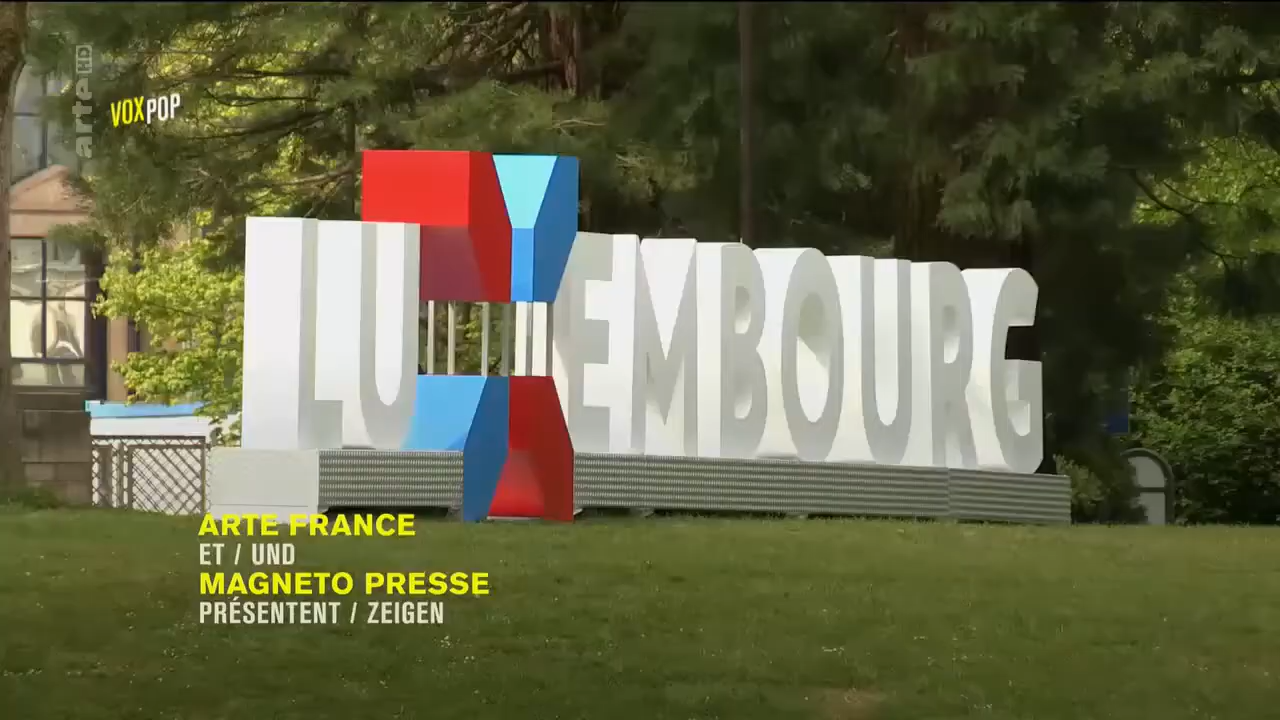 arte HD
VOXPOP
LUXEMBOURG
ARTE FRANCE
ET / UND
MAGNETO PRESSE
PRÉSENTENT / ZEIGEN